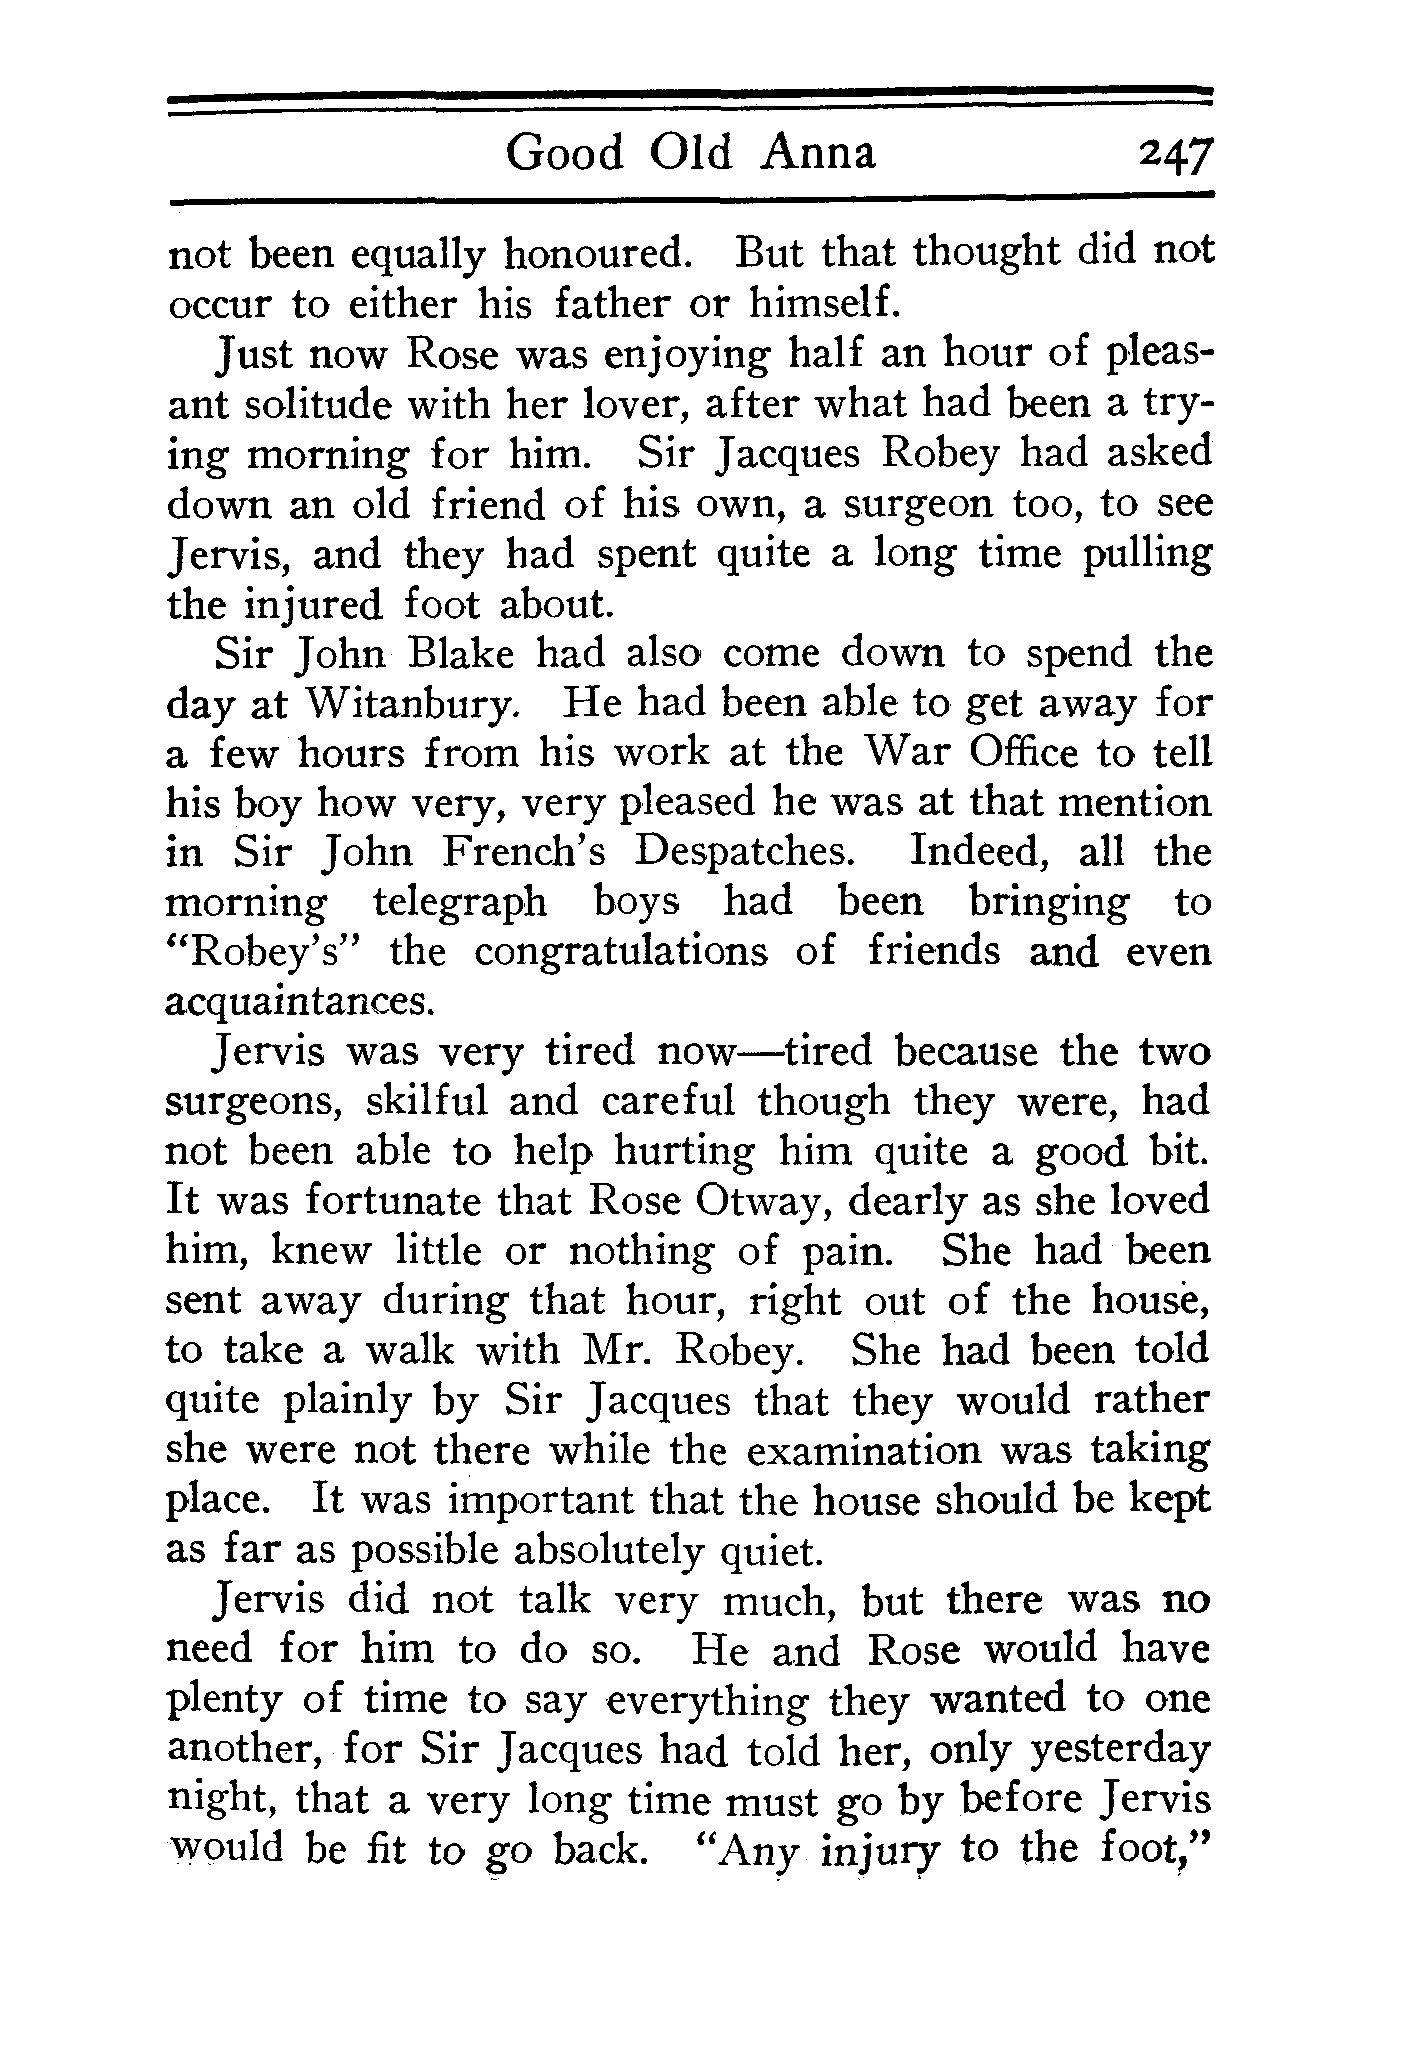 Good Old Anna 247
not been equally honoured. But that thought did not
occur to either his father or himself.
Just now Rose was enjoying half an hour of pleas-
ant solitude with her lover, after what had been a try-
ing morning for him. Sir Jacques Robey had asked
down an old friend of his own, a surgeon too, to see
Jervis, and they had spent quite a long time pulling
the injured foot about.
Sir John Blake had also come down to spend the
day at Witanbury. He had been able to get away for
a few hours from his work at the War Office to tell
his boy how very, very pleased he was at that mention
in Sir John French's Despatches. Indeed, all the
morning telegraph boys had been bringing to
“Robey's” the congratulations of friends and even
acquaintances.
Jervis was very tired now—tired because the two
surgeons, skilful and careful though they were, had
not been able to help hurting him quite a good bit.
It was fortunate that Rose Otway, dearly as she loved
him, knew little or nothing of pain. She had been
sent away during that hour, right out of the house,
to take a walk with Mr. Robey. She had been told
quite plainly by Sir Jacques that they would rather
she were not there while the examination was taking
place. It was important that the house should be kept
as far as possible absolutely quiet.
Jervis did not talk very much, but there was no
need for him to do so. He and Rose would have
plenty of time to say everything they wanted to one
another, for Sir Jacques had told her, only yesterday
night, that a very long time must go by before Jervis
would be fit to go back. “Any injury to the foot,”